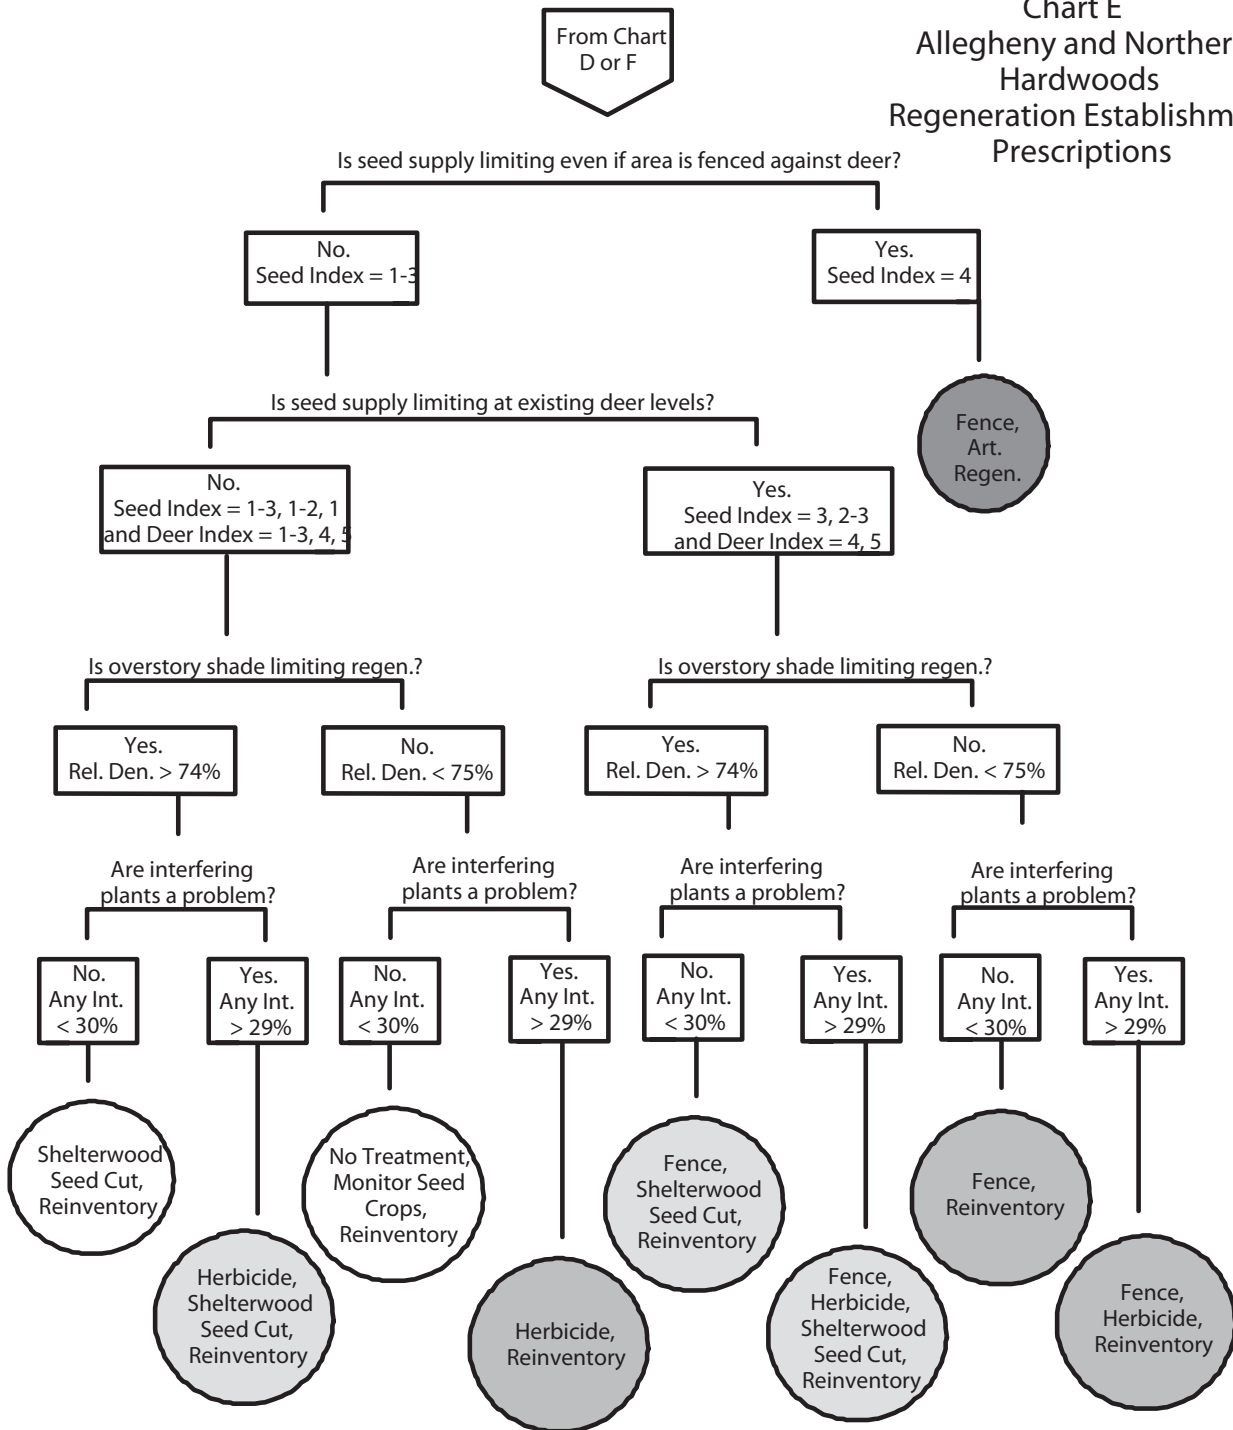 From Chart
D or F
Chart E
Allegheny and Norther
Hardwoods
Regeneration Establishm
Prescriptions
Is seed supply limiting even if area is fenced against deer?
No.
Seed Index = 1-3
Yes.
Seed Index = 4
Fence,
Art.
Regen.
Is seed supply limiting at existing deer levels?
No.
Seed Index = 1-3, 1-2, 1
and Deer Index = 1-3, 4, 5
Yes.
Seed Index = 3, 2-3
and Deer Index = 4, 5
Is overstory shade limiting regen.?
Is overstory shade limiting regen.?
Yes.
Rel. Den. > 74%
No.
Rel. Den. < 75%
Yes.
Rel. Den. > 74%
No.
Rel. Den. < 75%
Are interfering
plants a problem?
Are interfering
plants a problem?
Are interfering
plants a problem?
Are interfering
plants a problem?
No.
Any Int.
< 30%
Yes.
Any Int.
> 29%
No.
Any Int.
< 30%
Yes.
Any Int.
> 29%
No.
Any Int.
< 30%
Yes.
Any Int.
> 29%
No.
Any Int.
< 30%
Yes.
Any Int.
> 29%
Shelterwood
Seed Cut,
Reinventory
Herbicide,
Shelterwood
Seed Cut,
Reinventory
No Treatment,
Monitor Seed
Crops,
Reinventory
Herbicide,
Reinventory
Fence,
Shelterwood
Seed Cut,
Reinventory
Fence,
Herbicide,
Shelterwood
Seed Cut,
Reinventory
Fence,
Reinventory
Fence,
Herbicide,
Reinventory